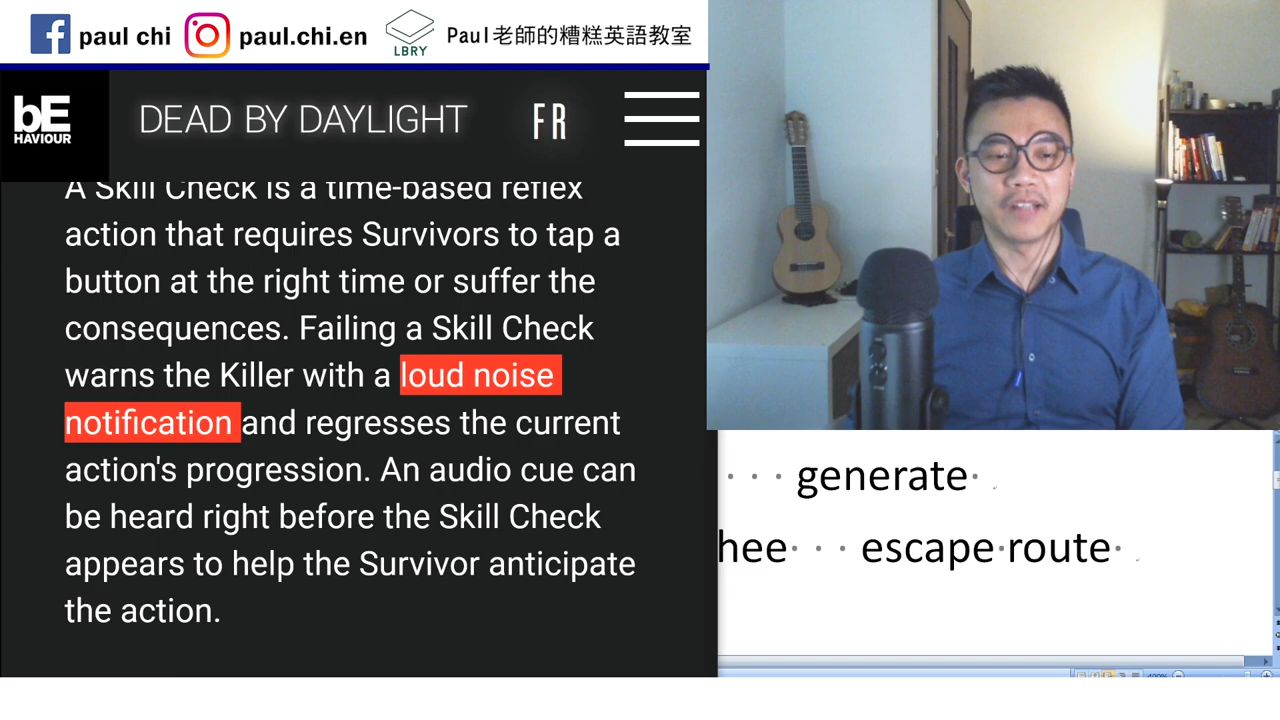 paul chi
paul.chi.en
LBRY
Paul老師的糟糕英語教室
bE
HAVIOUR
DEAD BY DAYLIGHT
FR
A Skill Check is a time-based reflex
action that requires Survivors to tap a
button at the right time or suffer the
consequences. Failing a Skill Check
warns the Killer with a loud noise
notification and regresses the current
action's progression. An audio cue can
be heard right before the Skill Check
appears to help the Survivor anticipate
the action.
generate
hee escape route